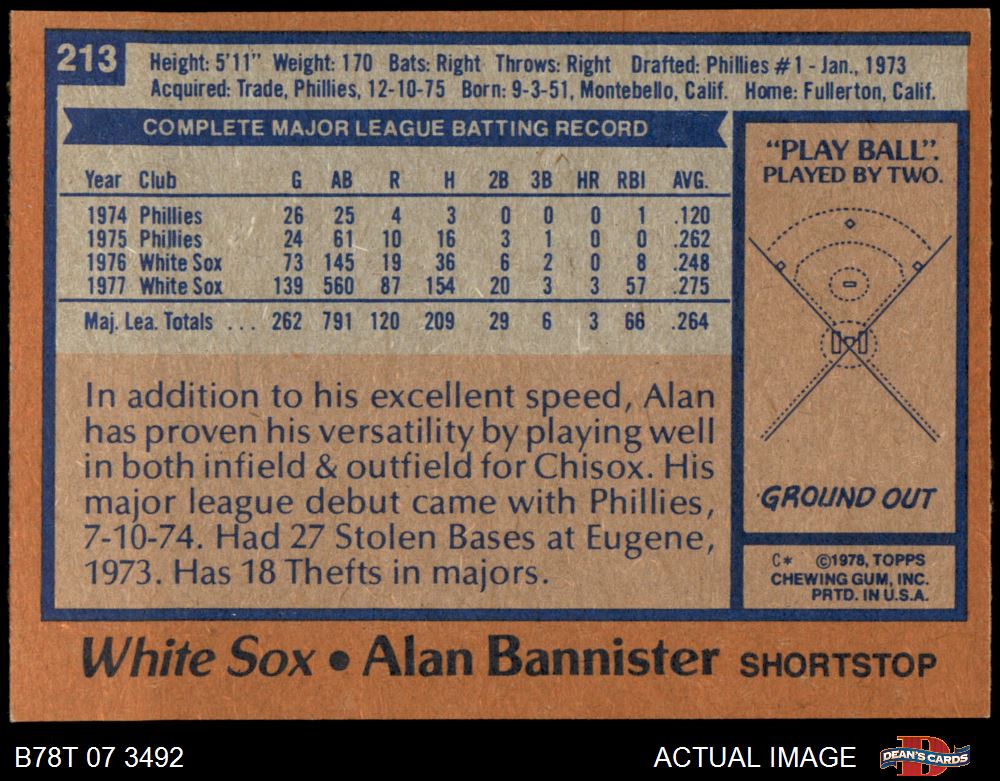 213
Height: 5'11" Weight: 170 Bats: Right Throws: Right Drafted: Phillies #1 - Jan., 1973
Acquired: Trade, Phillies, 12-10-75 Born: 9-3-51, Montebello, Calif. Home: Fullerton, Calif.
COMPLETE MAJOR LEAGUE BATTING RECORD
Year Club G AB R H 2B 3B HR RBI AVG.
1974 Phillies 26 25 4 3 0 0 0 1 .120
1975 Phillies 24 61 10 16 3 1 0 0 .262
1976 White Sox 73 145 19 36 6 2 0 8 .248
1977 White Sox 139 560 87 154 20 3 3 57 .275
Maj. Lea. Totals ... 262 791 120 209 29 6 3 66 .264
In addition to his excellent speed, Alan
has proven his versatility by playing well
in both infield & outfield for Chisox. His
major league debut came with Phillies,
7-10-74. Had 27 Stolen Bases at Eugene,
1973. Has 18 Thefts in majors.
"PLAY BALL".
PLAYED BY TWO.
GROUND OUT
C* ©1978, TOPPS
CHEWING GUM, INC.
PRTD. IN U.S.A.
White Sox • Alan Bannister SHORTSTOP
B78T 07 3492
ACTUAL IMAGE
DEAN'S CARDS